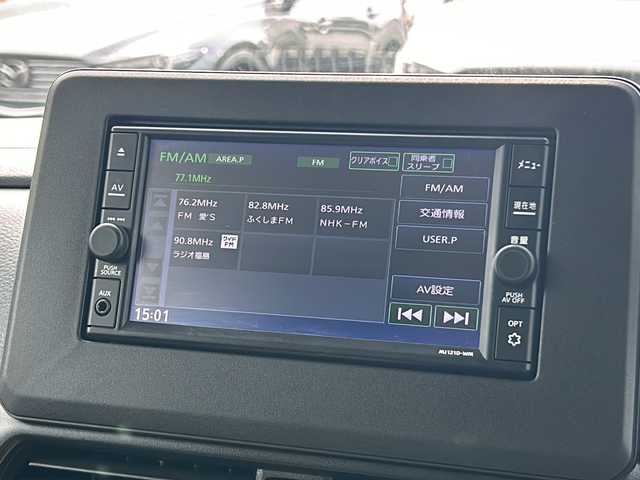 FM/AM AREA.P FM クリアボイス 同乗者スリープ
77.1MHz
76.2MHz 82.8MHz 85.9MHz
FM 愛'S ふくしまFM NHK-FM
90.8MHz ワイドFM
ラジオ福島
FM/AM
交通情報
USER.P
AV設定
15:01
AV
PUSH
SOURCE
AUX
メニュー
現在地
音量
PUSH
AV OFF
OPT
MJ121D-WM